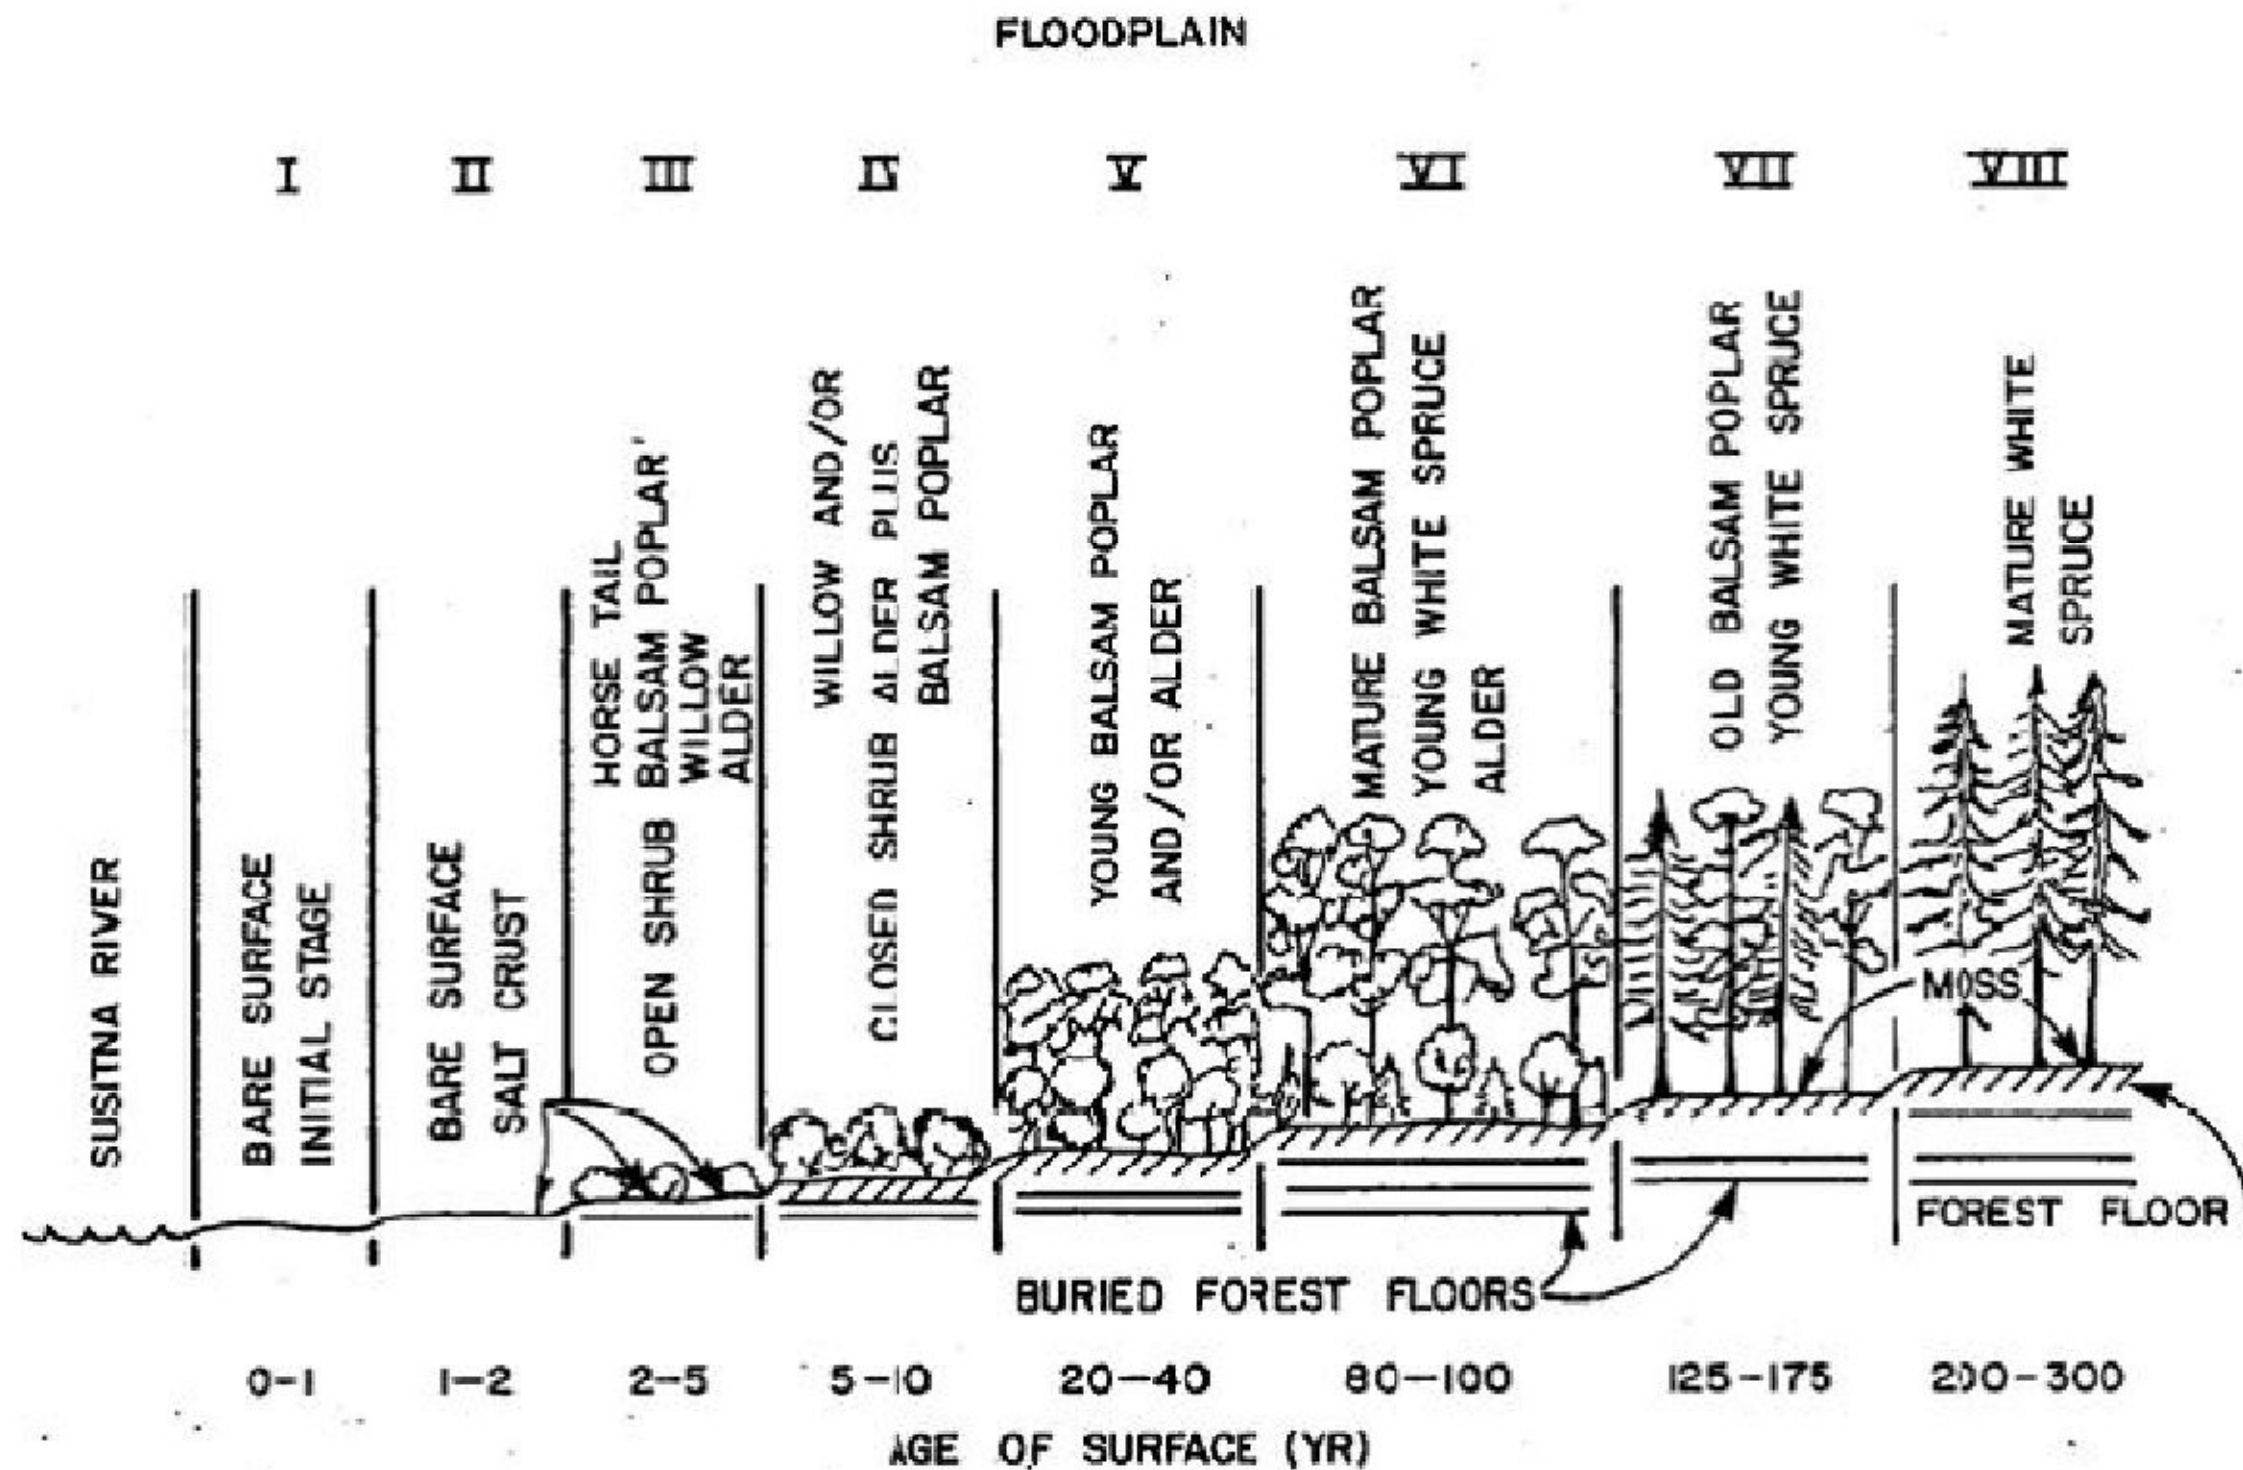 FLOODPLAIN
I II III IV V VI VII VIII
SUSITNA RIVER
BARE SURFACE
INITIAL STAGE
BARE SURFACE
SALT CRUST
HORSE TAIL
OPEN SHRUB BALSAM POPLAR
WILLOW
ALDER
WILLOW AND/OR
CLOSED SHRUB ALDER PLUS
BALSAM POPLAR
YOUNG BALSAM POPLAR
AND/OR ALDER
MATURE BALSAM POPLAR
YOUNG WHITE SPRUCE
ALDER
OLD BALSAM POPLAR
YOUNG WHITE SPRUCE
MATURE WHITE
SPRUCE
MOSS
FOREST FLOOR
BURIED FOREST FLOORS
0-1 1-2 2-5 5-10 20-40 80-100 125-175 200-300
AGE OF SURFACE (YR)